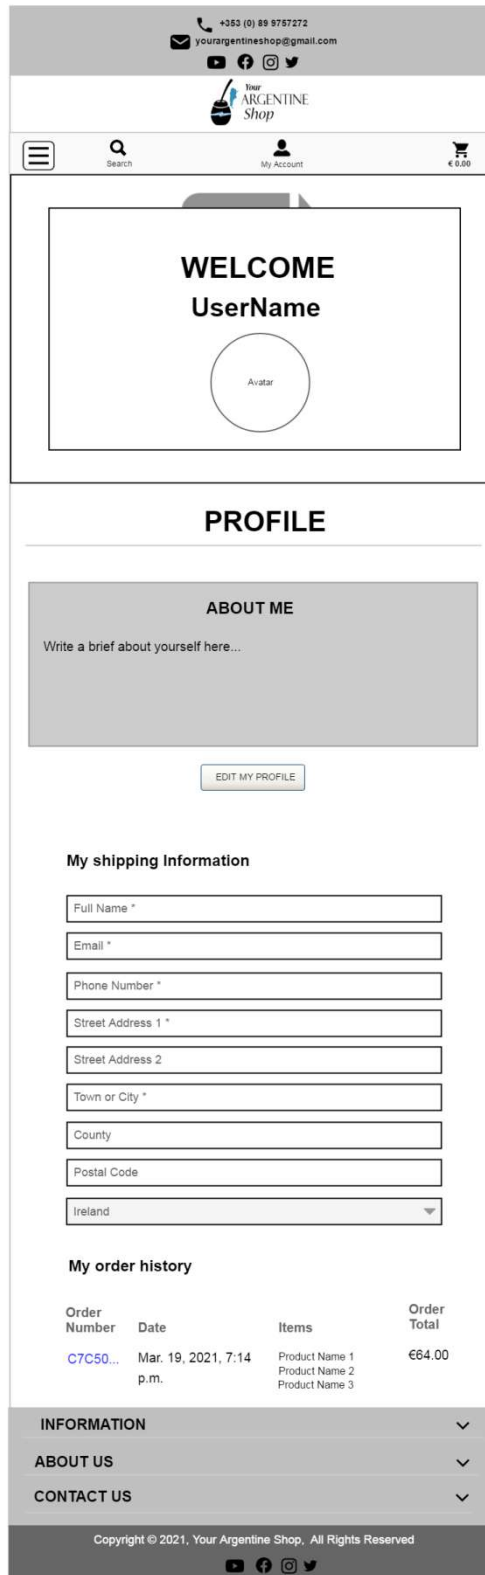 +353 (0) 89 9757272
yourargentineshop@gmail.com
Your
ARGENTINE
Shop
Search
My Account
€ 0.00
WELCOME
UserName
Avatar
PROFILE
ABOUT ME
Write a brief about yourself here...
EDIT MY PROFILE
My shipping Information
Full Name *
Email *
Phone Number *
Street Address 1 *
Street Address 2
Town or City *
County
Postal Code
Ireland
My order history
Order Number Date Items Order Total
C7C50... Mar. 19, 2021, 7:14 p.m. Product Name 1 €64.00
Product Name 2
Product Name 3
INFORMATION
ABOUT US
CONTACT US
Copyright © 2021, Your Argentine Shop, All Rights Reserved